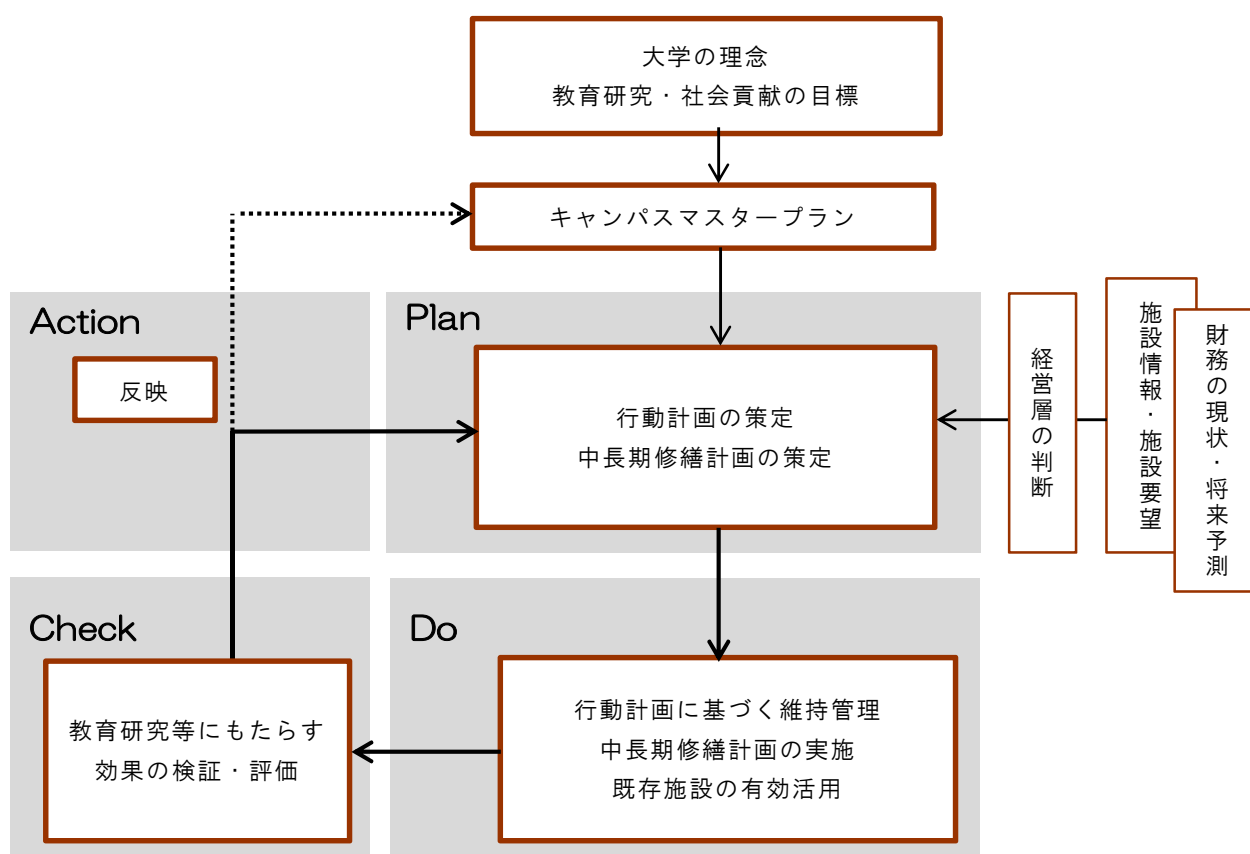 大学の理念
教育研究・社会貢献の目標
キャンパスマスタープラン
Action
反映
Plan
行動計画の策定
中長期修繕計画の策定
経営層の判断
施設情報・施設要望
財務の現状・将来予測
Check
教育研究等にもたらす
効果の検証・評価
Do
行動計画に基づく維持管理
中長期修繕計画の実施
既存施設の有効活用